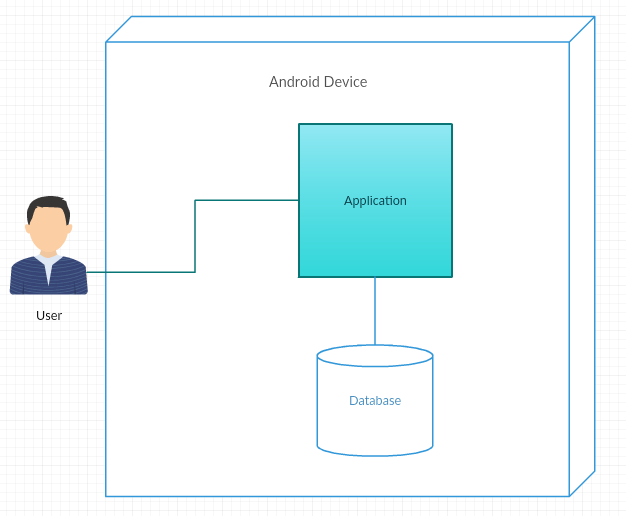 Android Device
Application
User
Database